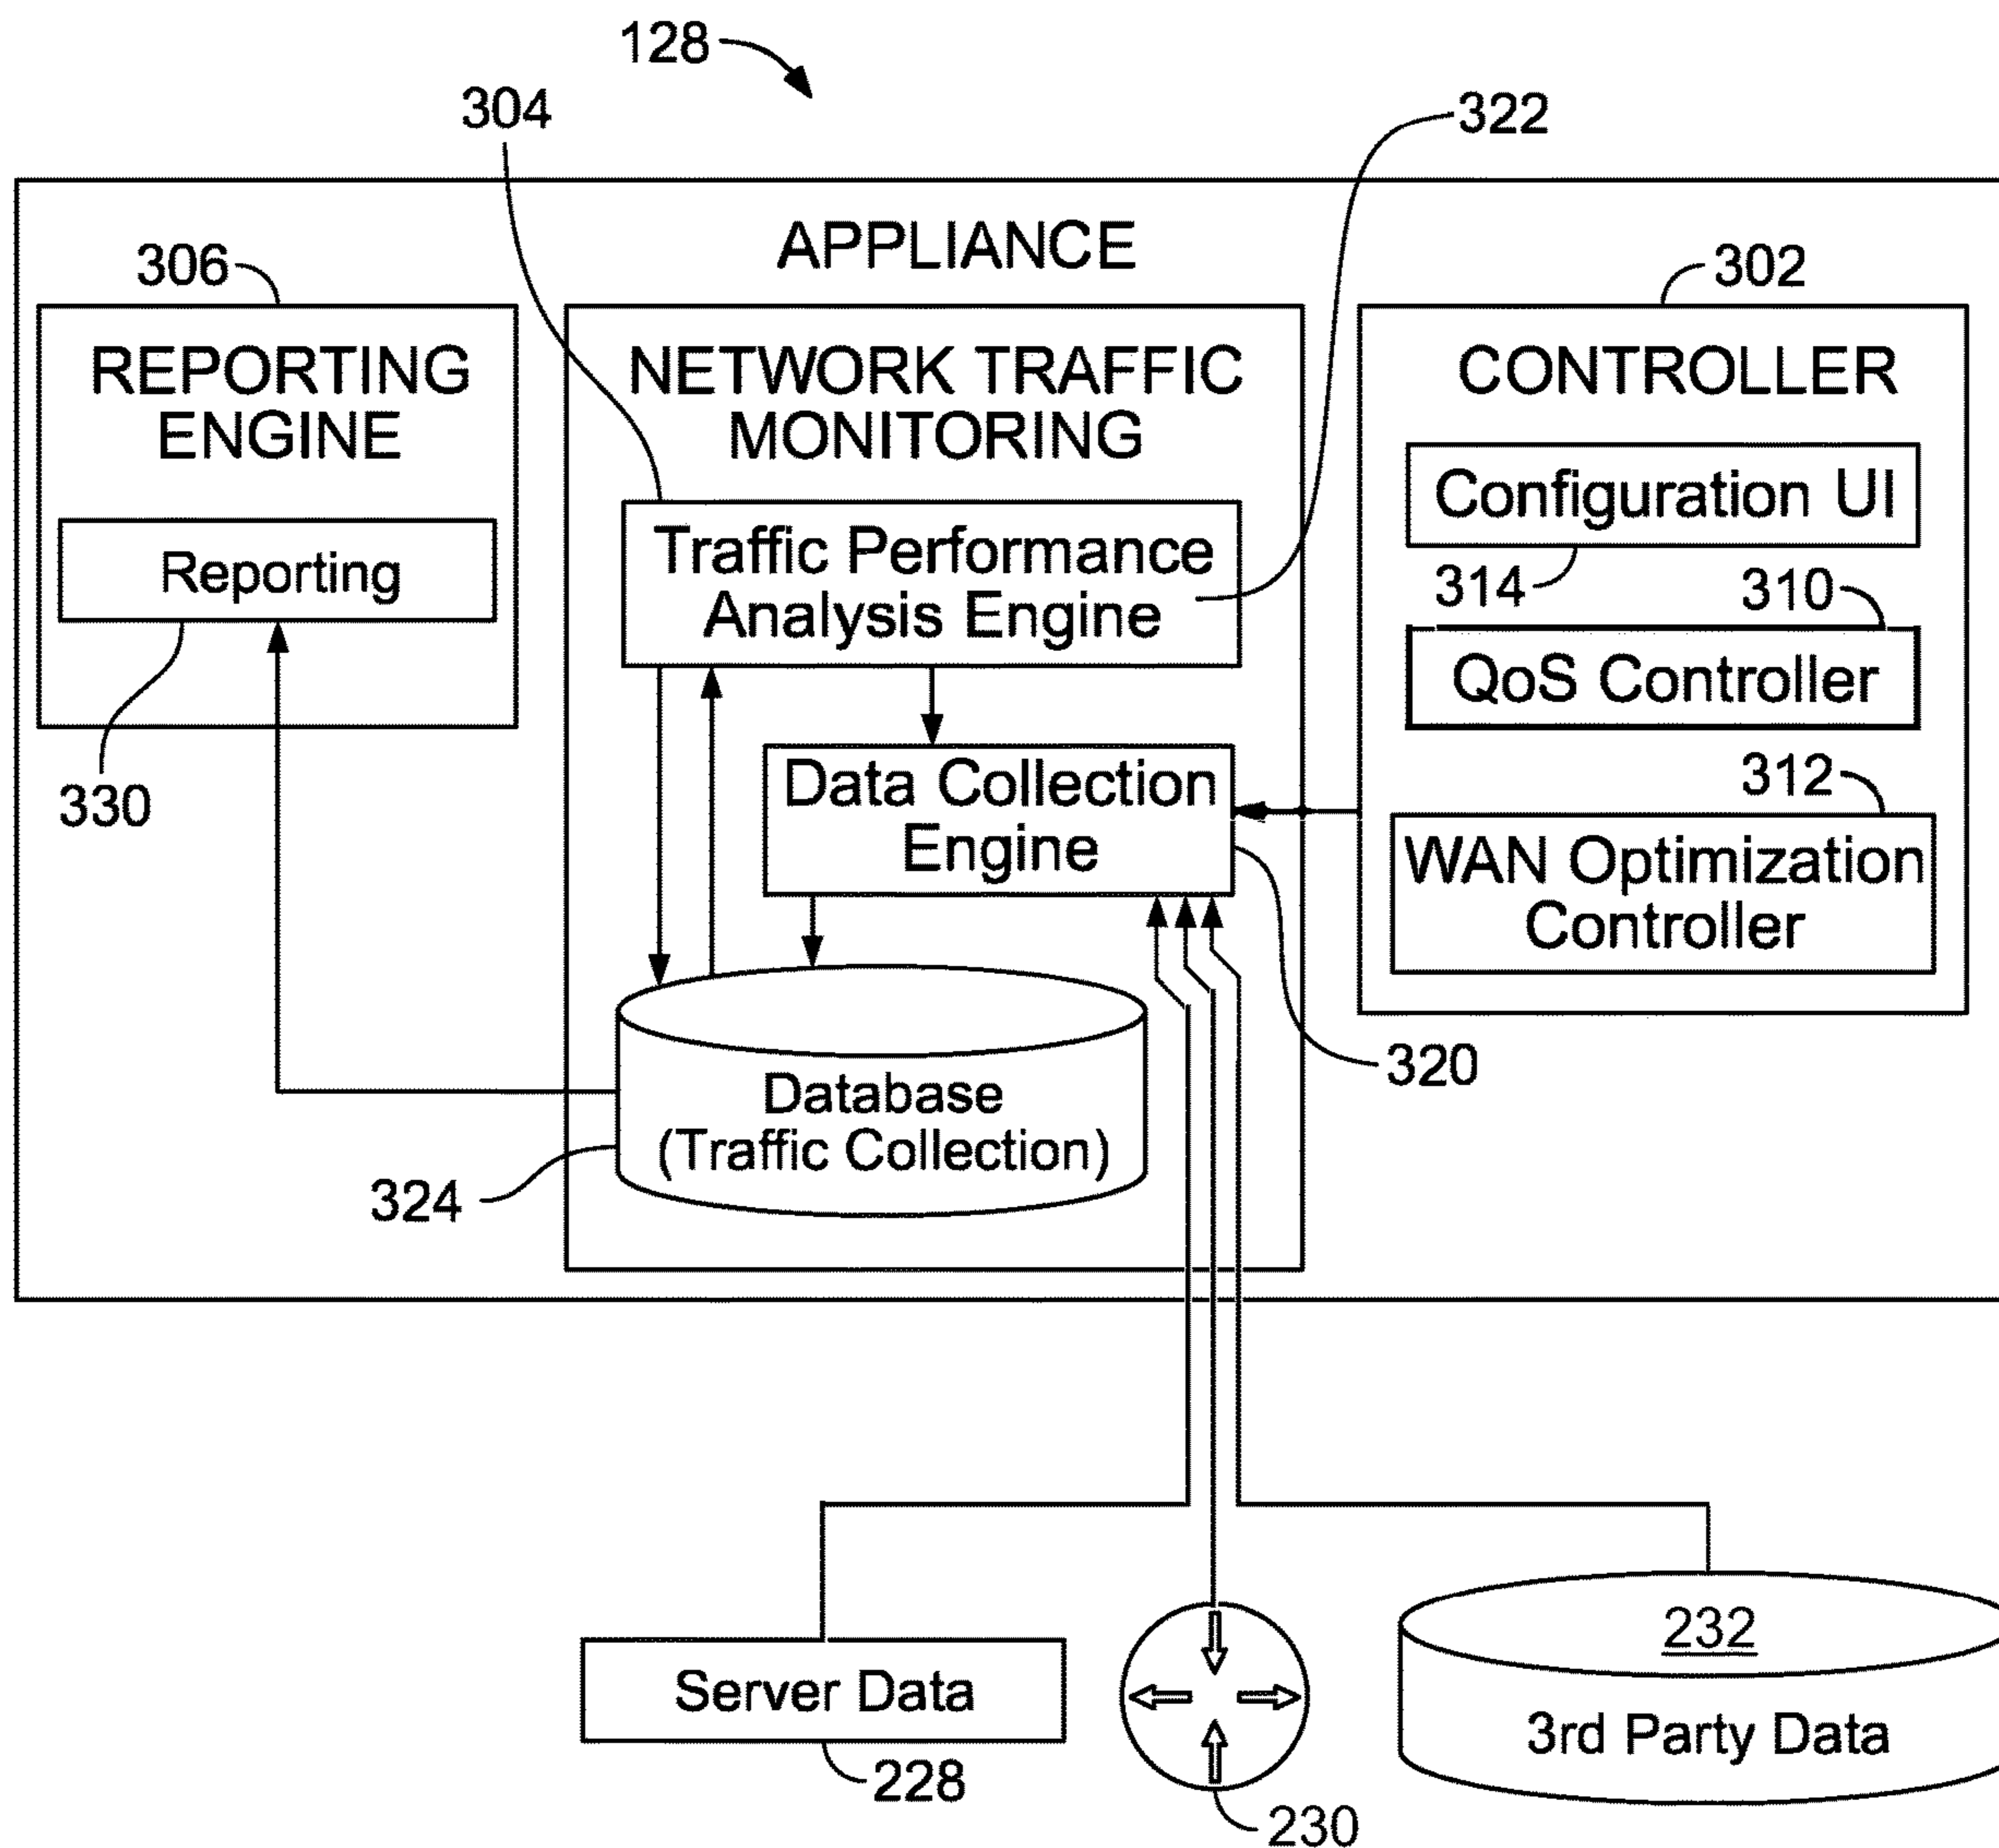 128
304
322
APPLIANCE
306
302
REPORTING
ENGINE
NETWORK TRAFFIC
MONITORING
CONTROLLER
Configuration UI
314
Reporting
330
Traffic Performance
Analysis Engine
310
QoS Controller
312
Data Collection
Engine
WAN Optimization
Controller
320
Database
(Traffic Collection)
324
Server Data
228
230
232
3rd Party Data